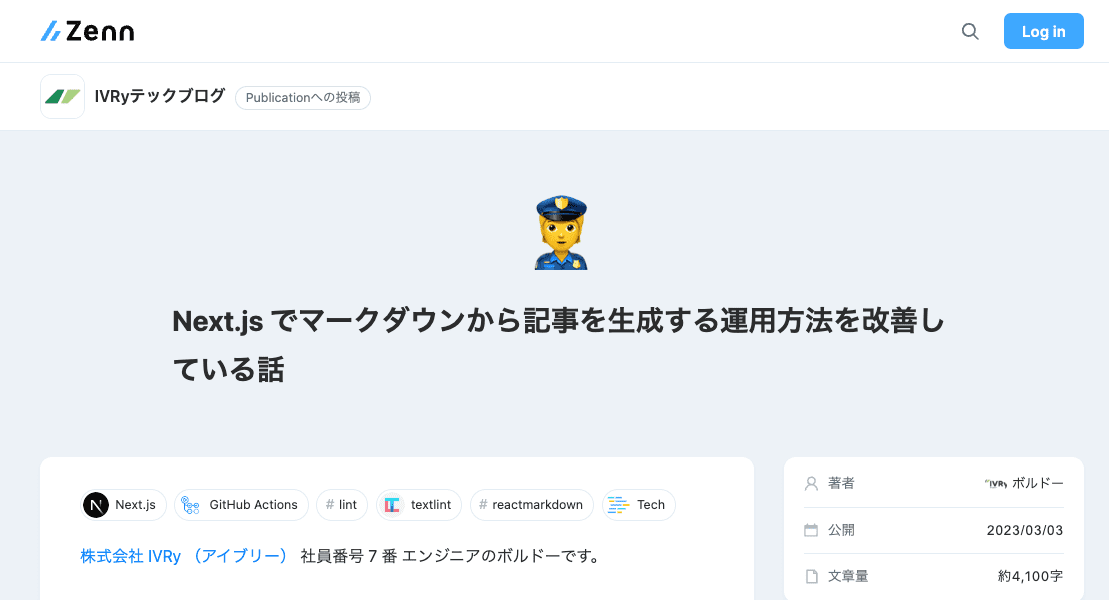 Zenn
Log in
IVRyテックブログ Publicationへの投稿
Next.js でマークダウンから記事を生成する運用方法を改善し
ている話
Next.js GitHub Actions # lint textlint # reactmarkdown Tech
株式会社 IVRy （アイブリー） 社員番号 7 番 エンジニアのボルドーです。
著者 IVRy ボルドー
公開 2023/03/03
文章量 約4,100字